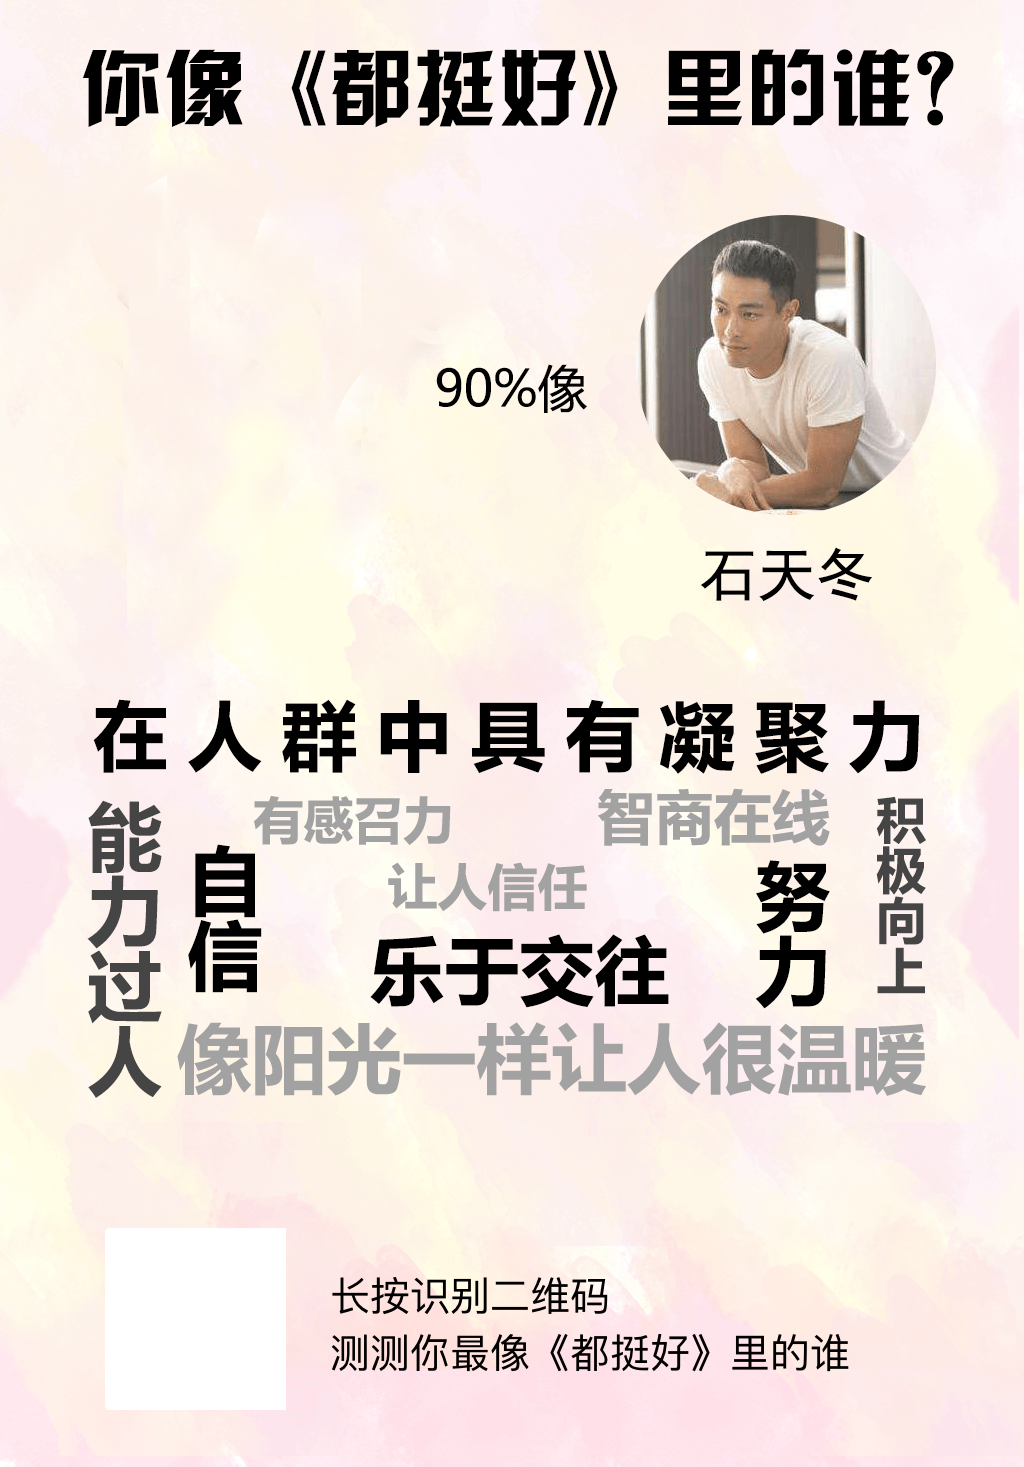 你像《都挺好》里的谁？
90%像
石天冬
在人群中具有凝聚力
能力过人
有感召力
智商在线
积极向上
自信
让人信任
努力
乐于交往
像阳光一样让人很温暖
长按识别二维码
测测你最像《都挺好》里的谁